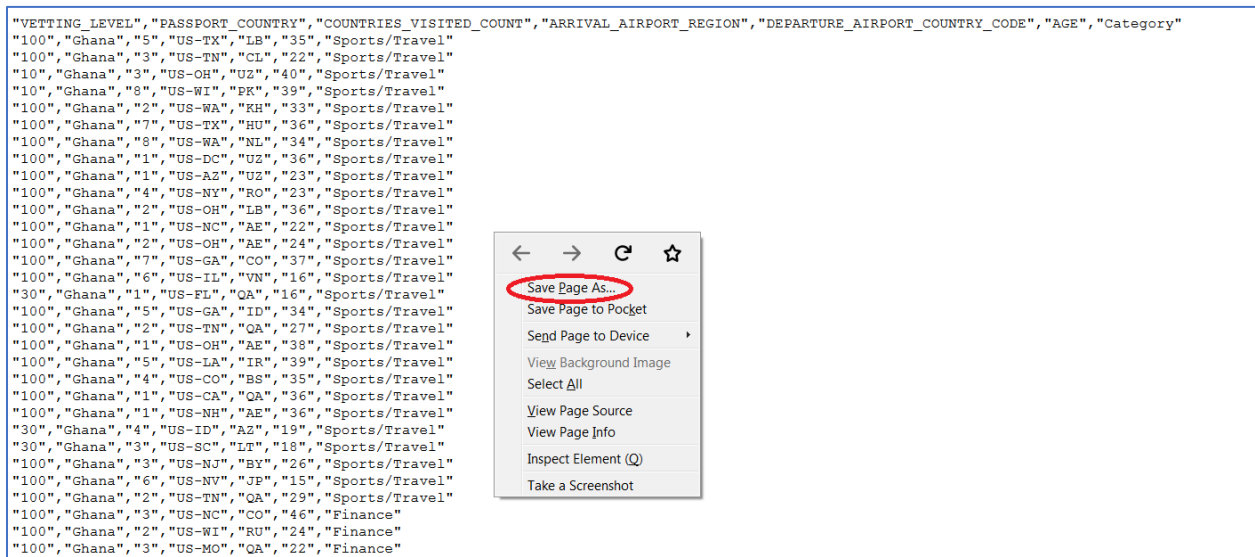 "VETTING_LEVEL","PASSPORT_COUNTRY","COUNTRIES_VISITED_COUNT","ARRIVAL_AIRPORT_REGION","DEPARTURE_AIRPORT_COUNTRY_CODE","AGE","Category"
"100","Ghana","5","US-TX","LB","35","Sports/Travel"
"100","Ghana","3","US-TN","CL","22","Sports/Travel"
"10","Ghana","3","US-OH","UZ","40","Sports/Travel"
"10","Ghana","8","US-WI","PK","39","Sports/Travel"
"100","Ghana","2","US-WA","KH","33","Sports/Travel"
"100","Ghana","7","US-TX","HU","36","Sports/Travel"
"100","Ghana","8","US-WA","NL","34","Sports/Travel"
"100","Ghana","1","US-DC","UZ","36","Sports/Travel"
"100","Ghana","1","US-AZ","UZ","23","Sports/Travel"
"100","Ghana","4","US-NY","RO","23","Sports/Travel"
"100","Ghana","2","US-OH","LB","36","Sports/Travel"
"100","Ghana","1","US-NC","AE","22","Sports/Travel"
"100","Ghana","2","US-OH","AE","24","Sports/Travel"
"100","Ghana","7","US-GA","CO","37","Sports/Travel"
"100","Ghana","6","US-IL","VN","16","Sports/Travel"
"30","Ghana","1","US-FL","QA","16","Sports/Travel"
"100","Ghana","5","US-GA","ID","34","Sports/Travel"
"100","Ghana","2","US-TN","QA","27","Sports/Travel"
"100","Ghana","1","US-OH","AE","38","Sports/Travel"
"100","Ghana","5","US-LA","IR","39","Sports/Travel"
"100","Ghana","4","US-CO","BS","35","Sports/Travel"
"100","Ghana","1","US-CA","QA","36","Sports/Travel"
"100","Ghana","1","US-NH","AE","36","Sports/Travel"
"30","Ghana","4","US-ID","AZ","19","Sports/Travel"
"30","Ghana","3","US-SC","LT","18","Sports/Travel"
"100","Ghana","3","US-NJ","BY","26","Sports/Travel"
"100","Ghana","6","US-NV","JP","15","Sports/Travel"
"100","Ghana","2","US-TN","QA","29","Sports/Travel"
"100","Ghana","3","US-NC","CO","46","Finance"
"100","Ghana","2","US-WI","RU","24","Finance"
"100","Ghana","3","US-MO","QA","22","Finance"
Save Page As...
Save Page to Pocket
Send Page to Device
View Background Image
Select All
View Page Source
View Page Info
Inspect Element (Q)
Take a Screenshot